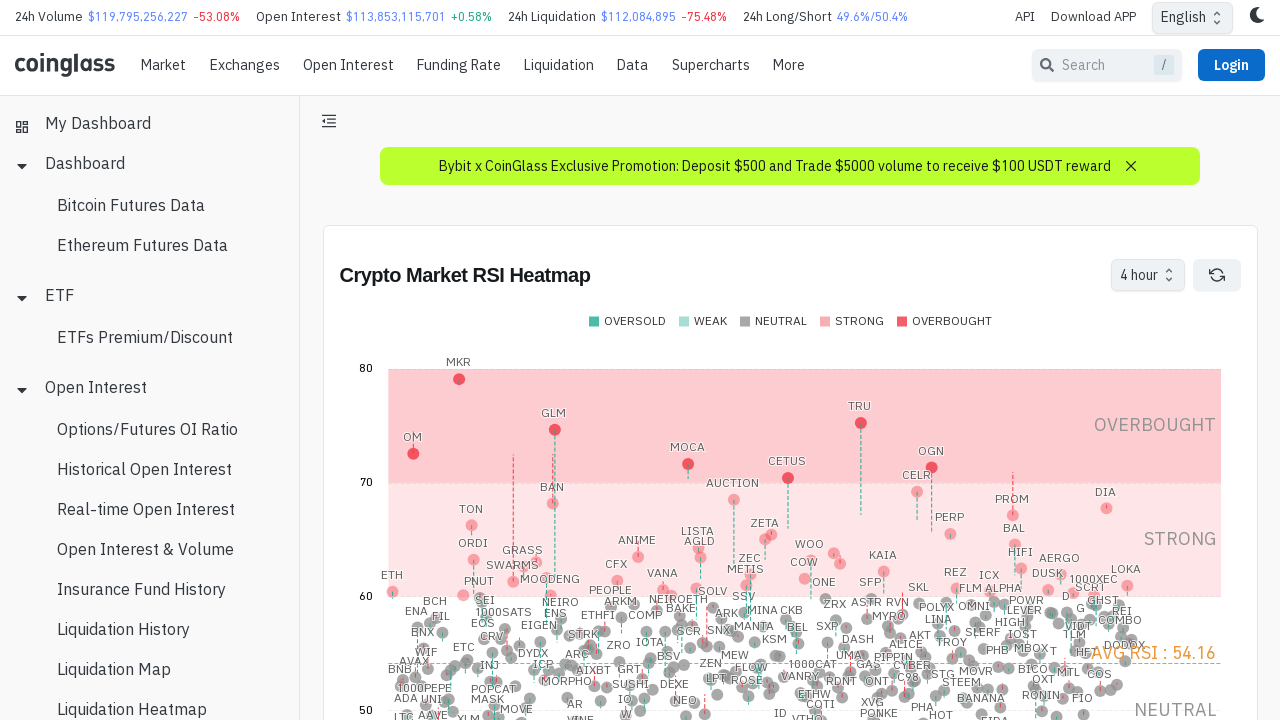 24h Volume $119,795,256,227 -53.08% Open Interest $113,853,115,701 +0.58% 24h Liquidation $112,084,895 -75.48% 24h Long/Short 49.6%/50.4% API Download APP English
coinglass Market Exchanges Open Interest Funding Rate Liquidation Data Supercharts More Search / Login
My Dashboard
Dashboard
Bitcoin Futures Data
Ethereum Futures Data
ETF
ETFs Premium/Discount
Open Interest
Options/Futures OI Ratio
Historical Open Interest
Real-time Open Interest
Open Interest & Volume
Insurance Fund History
Liquidation History
Liquidation Map
Liquidation Heatmap
Bybit x CoinGlass Exclusive Promotion: Deposit $500 and Trade $5000 volume to receive $100 USDT reward
Crypto Market RSI Heatmap 4 hour
OVERSOLD WEAK NEUTRAL STRONG OVERBOUGHT
80
MKR
TRU
GLM
OVERBOUGHT
OM
MOCA
OGN
CETUS
CELR
70
AUCTION
BAN
DIA
PROM
TON
PERP
ZETA
BAL
LISTA
STRONG
ANIME
AGLD
ORDI
WOO
GRASS
HIFI
KAIA
ZEC
AERGO
CFX
COW
SWARMS
METIS
LOKA
VANA
REZ
ICX
DUSK
ETH
MOODENG
1000XEC
PNUT
ONE
SFP
SKL
FLM
ALPHA
SCRT
PEOPLE
SOLV
60
SSV
BCH
CEI
NEIRO
ARKM
NEIROETH
ZRX
ASTR
RVN
POLYX
OMNI
POWR
GHST
ENA
FIL
1000SATS
ENS
ETHFI
COMP
BAKE
ARK
MINA
CKB
MYRO
LEVER
REI
EOS
EIGEN
LINA
HIGH
COMBO
BNX
CRV
STRK
SCR
SNX
MANTA
BEL
SXP
AKT
SLERF
IOST
VIDT
1LM
WIF
ETC
ZRO
IOTA
KSM
DASH
ALICE
TROY
MBOX
DODOX
AVAX
DYDX
ARC
BSV
MEW
UMA
PIPPIN
PHB
HFT
AVG RSI : 54.16
BNB
INJ
ICP
AIXBT
GRT
ZEN
FLOW
1000CAT
GAS
CYBER
STG
MOVR
BICO
MTL
COS
1000PEPE
POPCAT
MORPHO
SUSHI
DEXE
LPT
ROSE
VANRY
RDNT
QNT
C98
STEEM
OXT
ADA
UNI
MASK
MOVE
AR
IO
NEO
ETHW
COTI
XVG
PHA
BANANA
RONIN
FIO
50
LTC
AAVE
XLM
VINE
W
ID
VTHO
PONKE
HOT
NEUTRAL